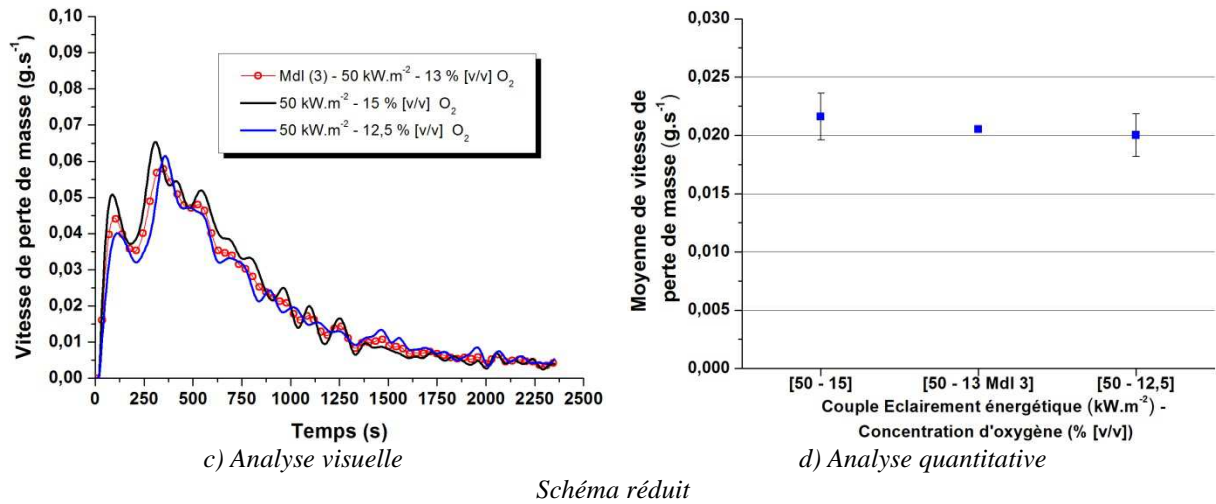 0,10
0,09
0,08
0,07
0,06
0,05
0,04
0,03
0,02
0,01
0,00
Vitesse de perte de masse (g.s⁻¹)
Mdl (3) - 50 kW.m⁻² - 13 % [v/v] O₂
50 kW.m⁻² - 15 % [v/v] O₂
50 kW.m⁻² - 12,5 % [v/v] O₂
0 250 500 750 1000 1250 1500 1750 2000 2250 2500
Temps (s)
c) Analyse visuelle
0,030
0,025
0,020
0,015
0,010
0,005
0,000
Moyenne de vitesse de
perte de masse (g.s⁻¹)
[50 - 15] [50 - 13 Mdl 3] [50 - 12,5]
Couple Eclairement énergétique (kW.m⁻²) -
Concentration d'oxygène (% [v/v])
d) Analyse quantitative
Schéma réduit